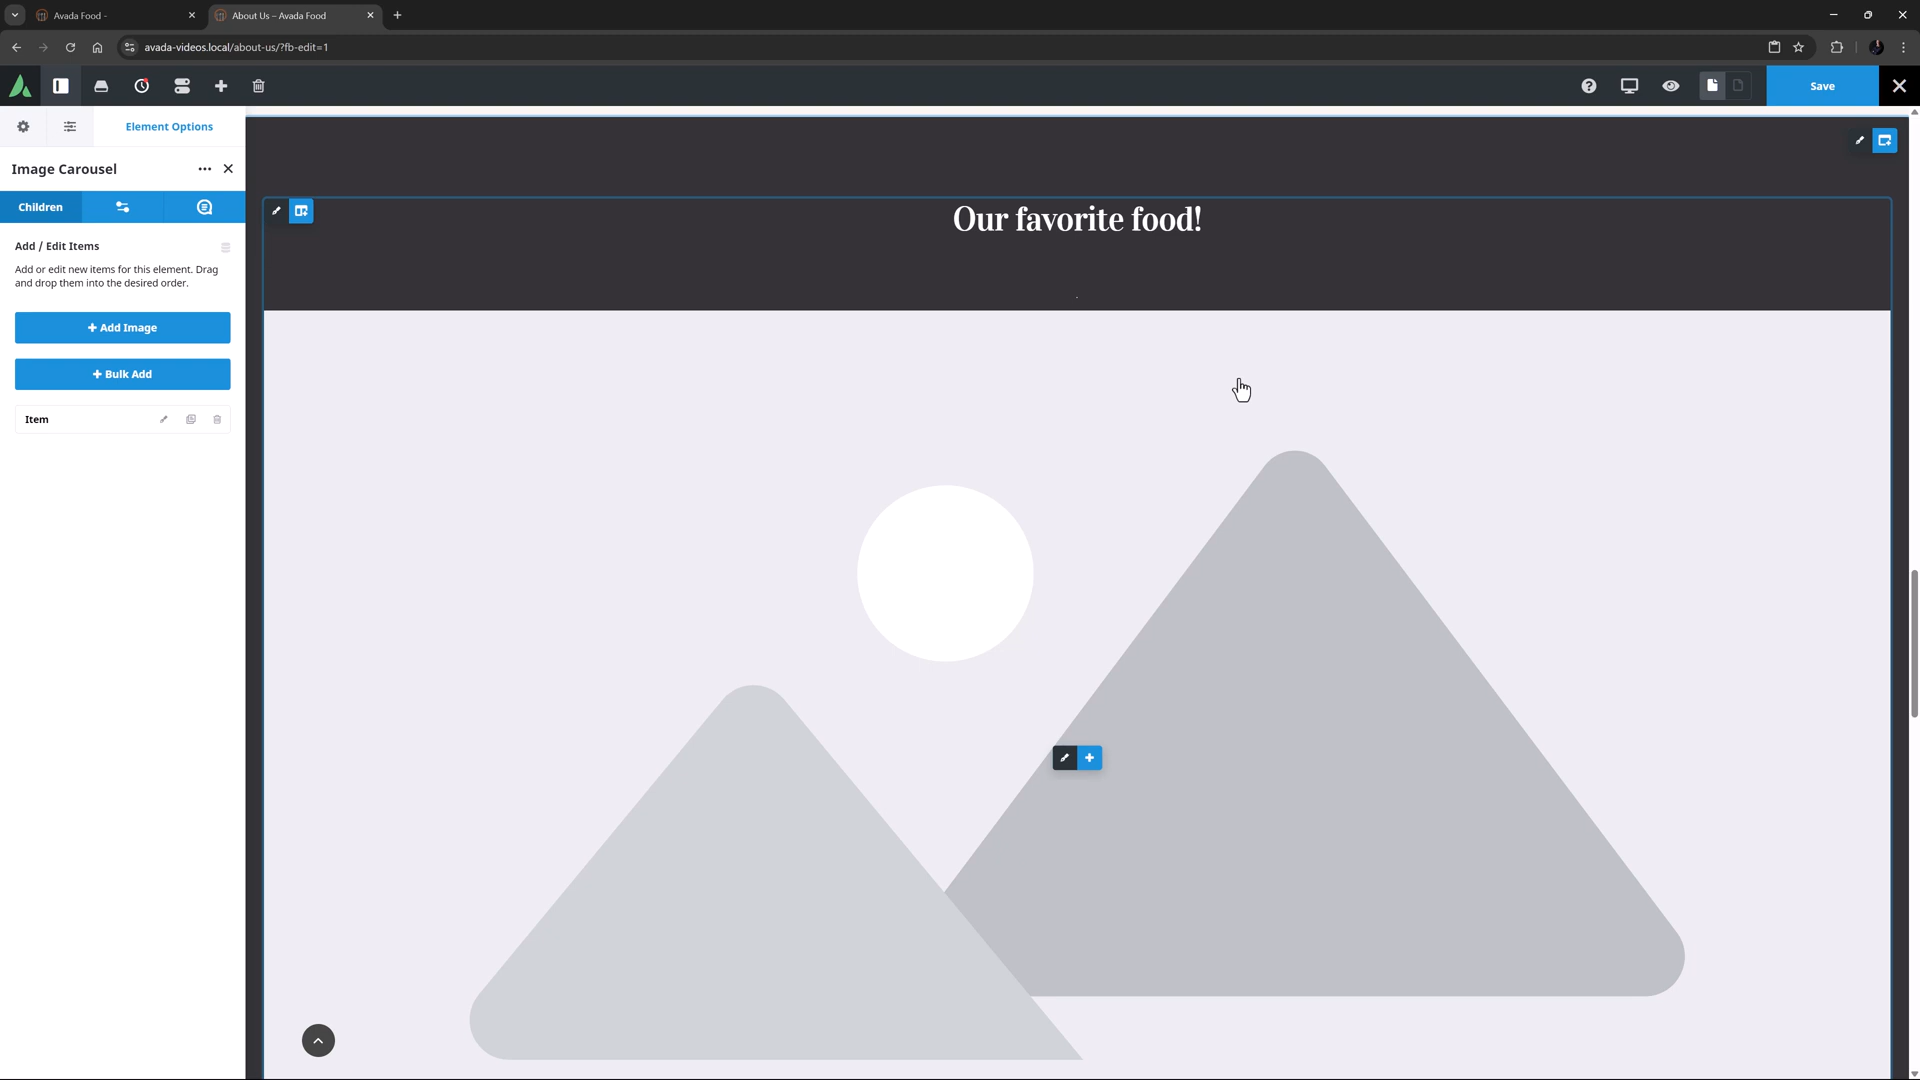 Avada Food -
About Us – Avada Food
avada-videos.local/about-us/?fb-edit=1
Save
Element Options
Image Carousel
Children
Add / Edit Items
Add or edit new items for this element. Drag
and drop them into the desired order.
+ Add Image
+ Bulk Add
Item
Our favorite food!